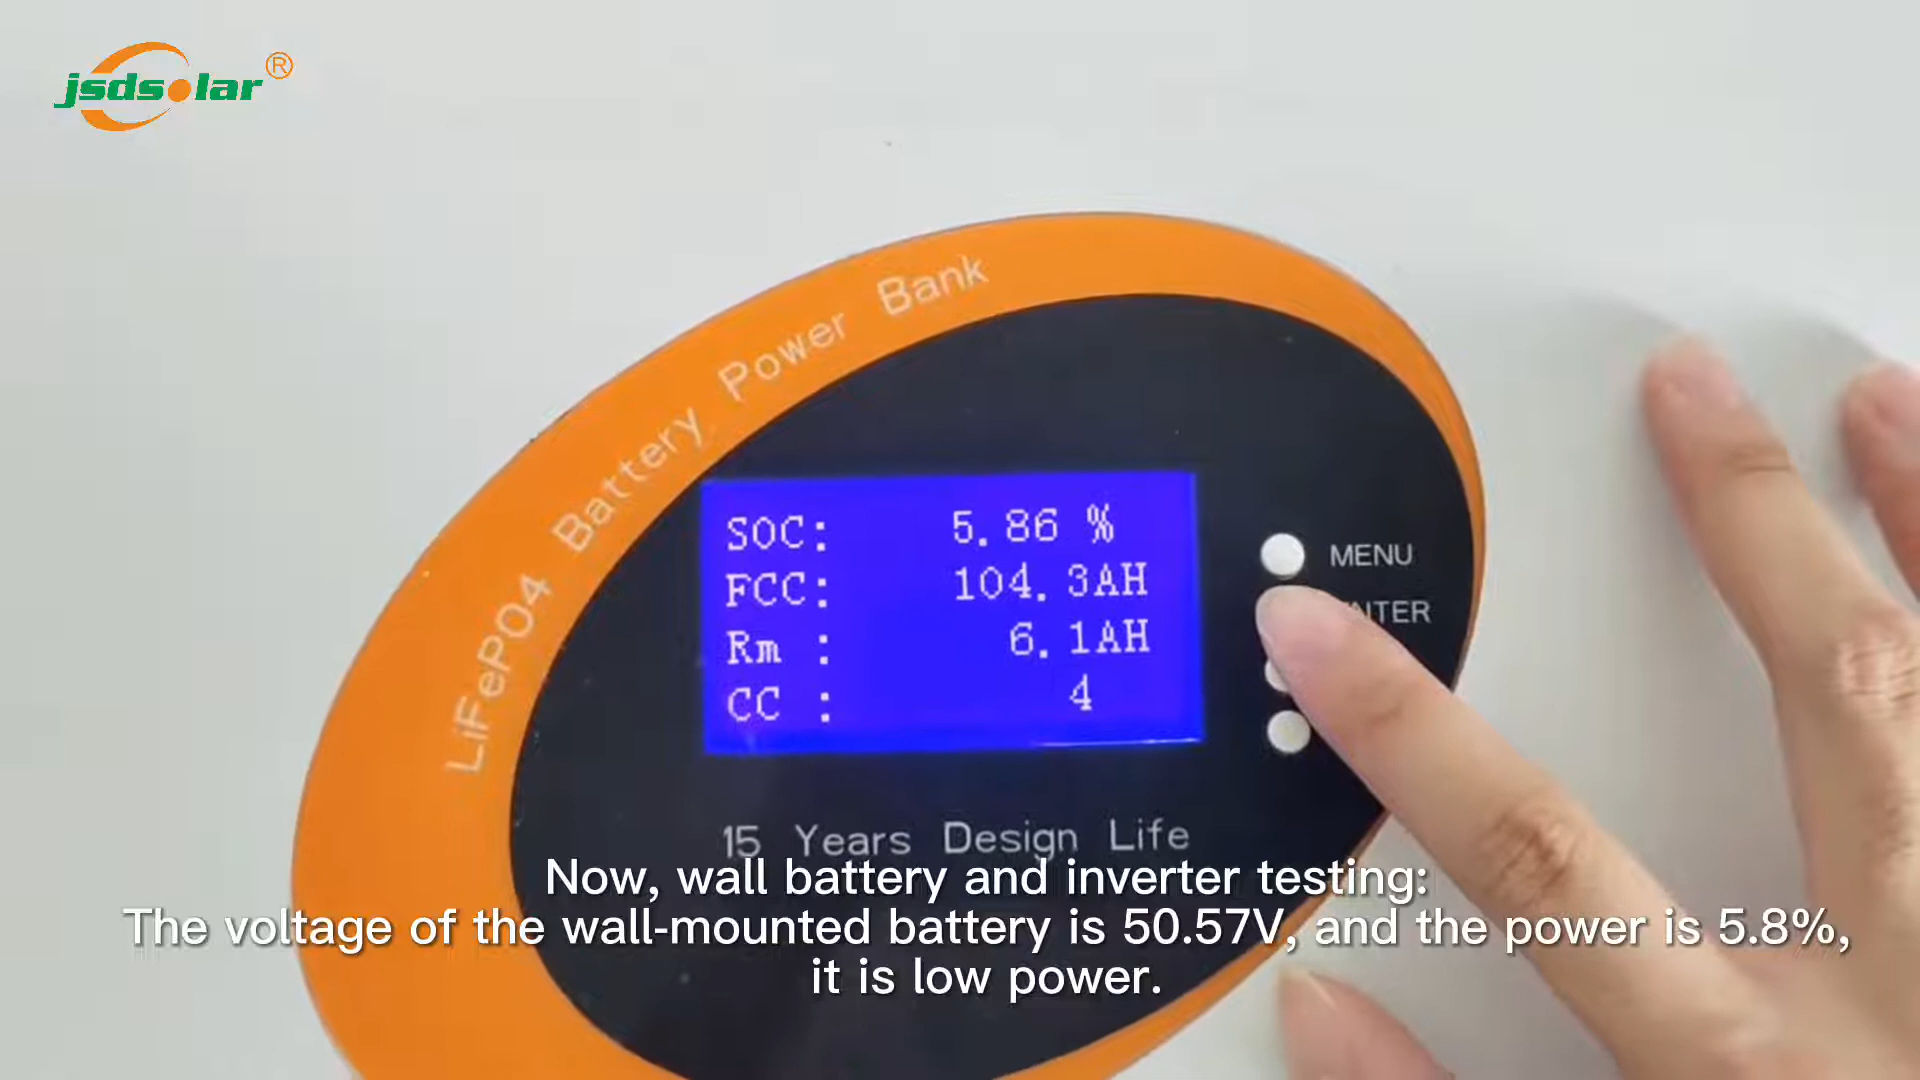 jsdsolar®
LiFePO4 Battery Power Bank
SOC: 5.86 %
FCC: 104.3AH
Rm : 6.1AH
CC : 4
MENU
15 Years Design Life
Now, wall battery and inverter testing:
The voltage of the wall-mounted battery is 50.57V, and the power is 5.8%,
it is low power.